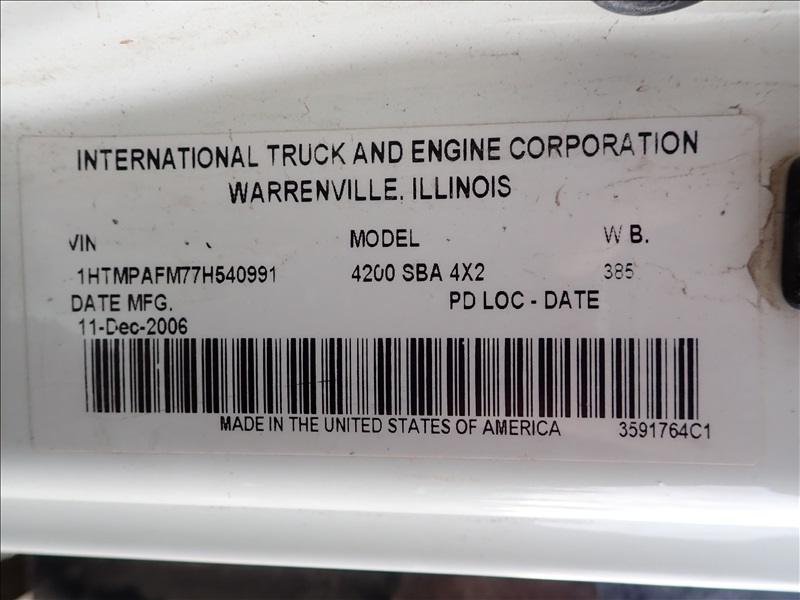 INTERNATIONAL TRUCK AND ENGINE CORPORATION
WARRENVILLE, ILLINOIS
VIN MODEL W B.
1HTMPAFM77H540991 4200 SBA 4X2 385
DATE MFG. PD LOC - DATE
11-Dec-2006
MADE IN THE UNITED STATES OF AMERICA 3591764C1